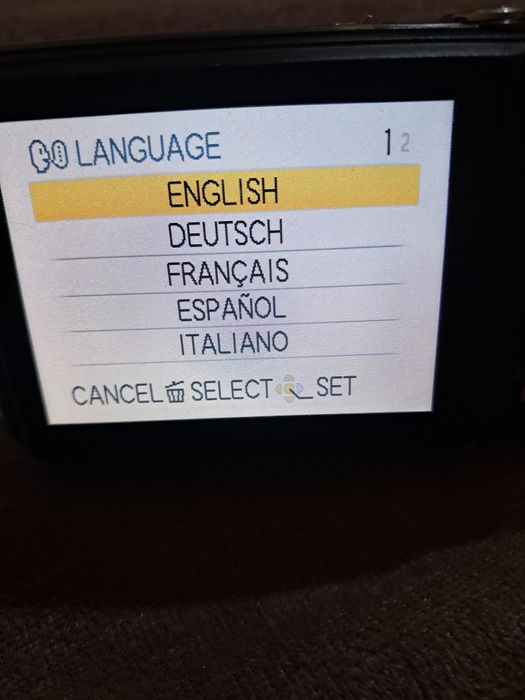 LANGUAGE 1 2
ENGLISH
DEUTSCH
FRANÇAIS
ESPAÑOL
ITALIANO
CANCEL SELECT SET